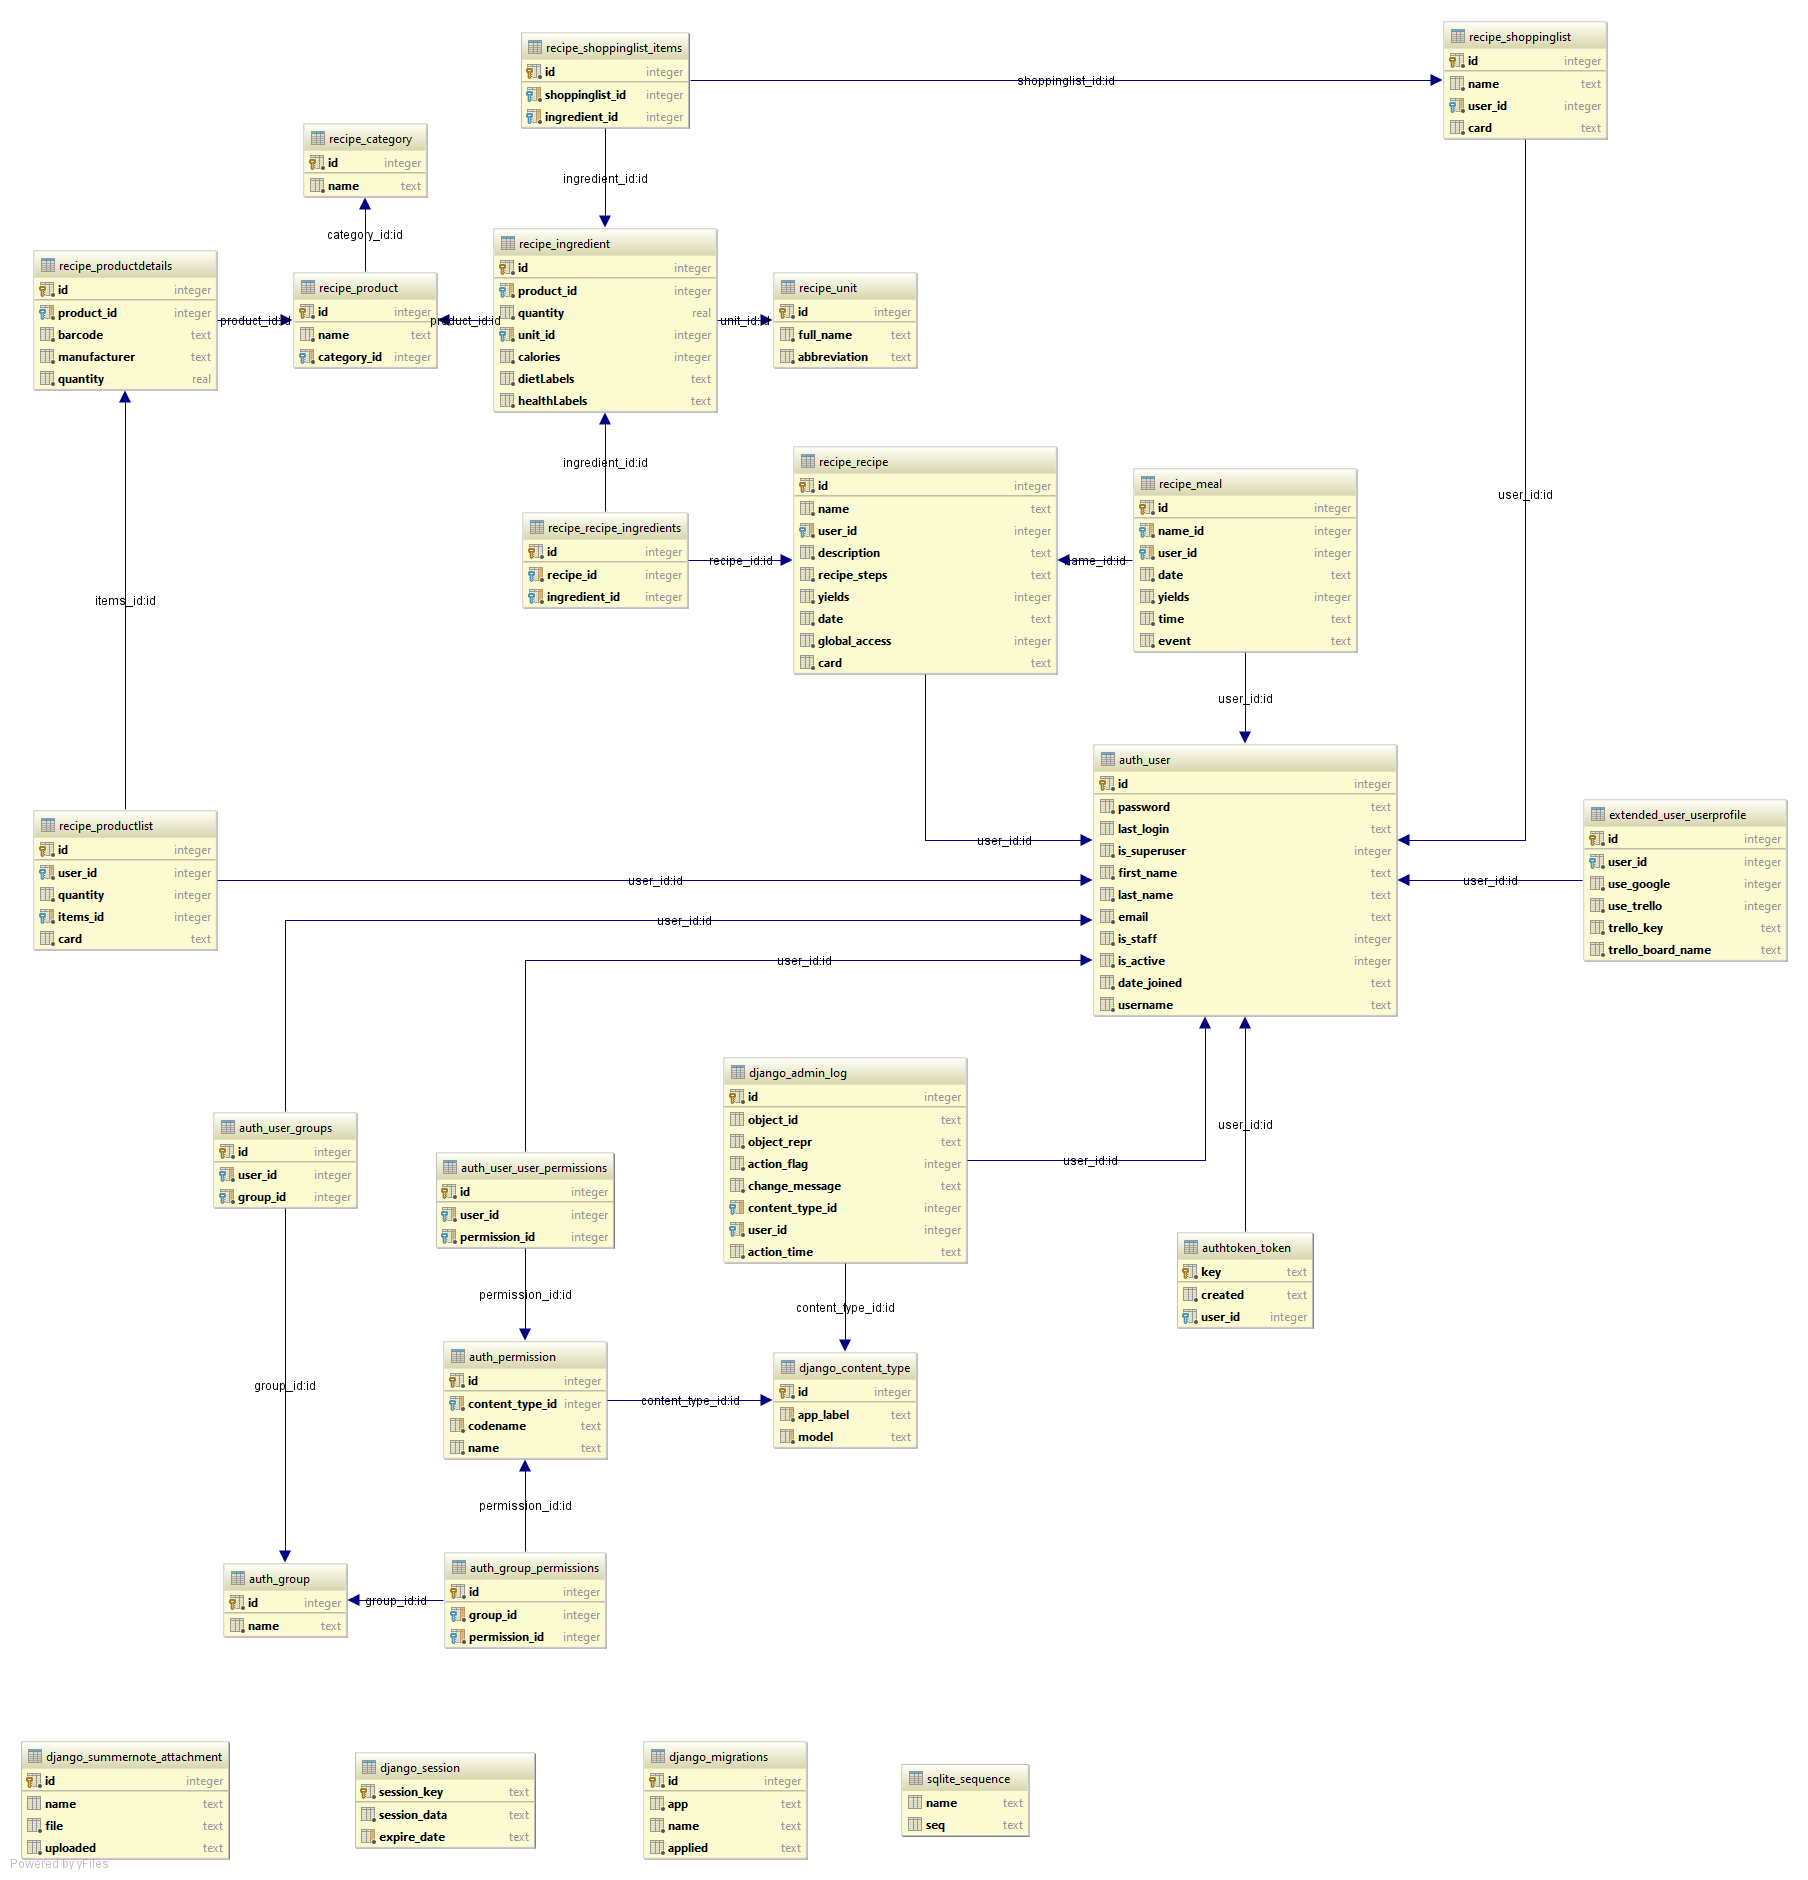 recipe_shoppinglist_items
id integer
shoppinglist_id integer
ingredient_id integer
shoppinglist_id:id
recipe_shoppinglist
id integer
name text
user_id integer
card text
recipe_category
id integer
name text
ingredient_id:id
category_id:id
recipe_productdetails
id integer
product_id integer
barcode text
manufacturer text
quantity real
product_id:id
recipe_product
id integer
name text
category_id integer
product_id:id
recipe_ingredient
id integer
product_id integer
quantity real
unit_id integer
calories integer
dietLabels text
healthLabels text
unit_id:id
recipe_unit
id integer
full_name text
abbreviation text
ingredient_id:id
recipe_recipe_ingredients
id integer
recipe_id integer
ingredient_id integer
recipe_id:id
recipe_recipe
id integer
name text
user_id integer
description text
recipe_steps text
yields integer
date text
global_access integer
card text
name_id:id
recipe_meal
id integer
name_id integer
user_id integer
date text
yields integer
time text
event text
user_id:id
items_id:id
user_id:id
auth_user
id integer
password text
last_login text
is_superuser integer
first_name text
last_name text
email text
is_staff integer
is_active integer
date_joined text
username text
user_id:id
user_id:id
extended_user_userprofile
id integer
user_id integer
use_google integer
use_trello integer
trello_key text
trello_board_name text
recipe_productlist
id integer
user_id integer
quantity integer
items_id integer
card text
user_id:id
user_id:id
user_id:id
django_admin_log
id integer
object_id text
object_repr text
action_flag integer
change_message text
content_type_id integer
user_id integer
action_time text
user_id:id
user_id:id
auth_user_groups
id integer
user_id integer
group_id integer
auth_user_user_permissions
id integer
user_id integer
permission_id integer
authtoken_token
key text
created text
user_id integer
permission_id:id
content_type_id:id
auth_permission
id integer
content_type_id integer
codename text
name text
content_type_id:id
django_content_type
id integer
app_label text
model text
group_id:id
permission_id:id
auth_group
id integer
name text
group_id:id
auth_group_permissions
id integer
group_id integer
permission_id integer
django_summernote_attachment
id integer
name text
file text
uploaded text
django_session
session_key text
session_data text
expire_date text
django_migrations
id integer
app text
name text
applied text
sqlite_sequence
name text
seq text
Powered by yFiles